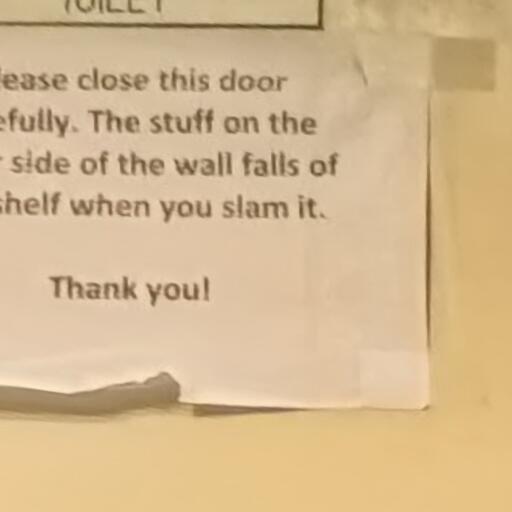 TOILET
ease close this door
efully. The stuff on the
side of the wall falls of
shelf when you slam it.
Thank you!